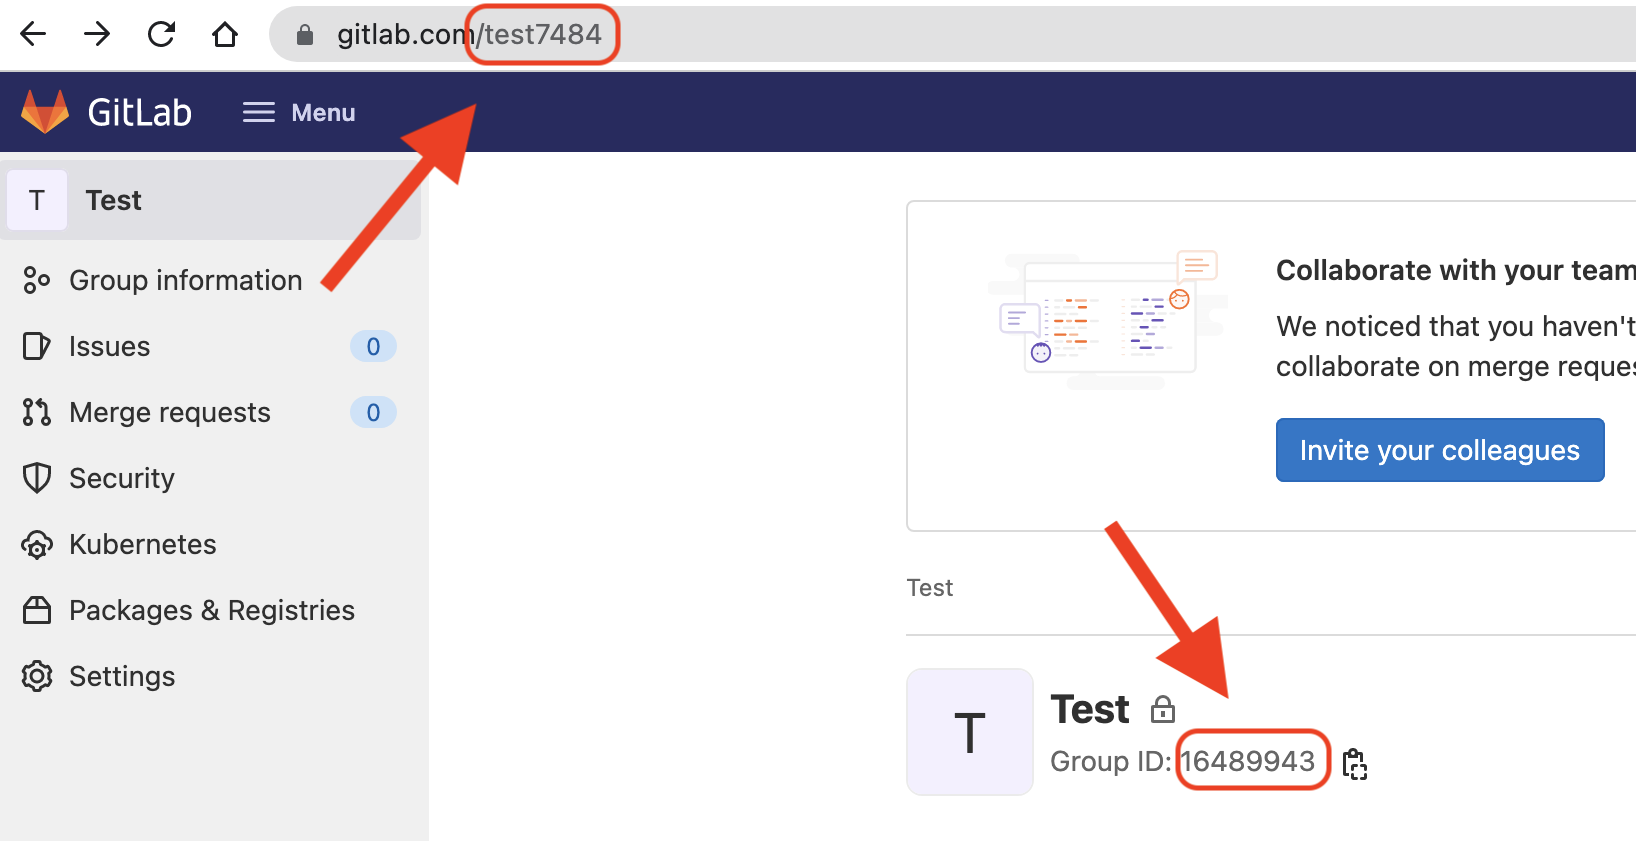 gitlab.com/test7484
GitLab
Menu
T
Test
Group information
Issues
0
Merge requests
0
Security
Kubernetes
Packages & Registries
Settings
Collaborate with your team
We noticed that you haven't
collaborate on merge reques
Invite your colleagues
Test
T
Test
Group ID: 16489943